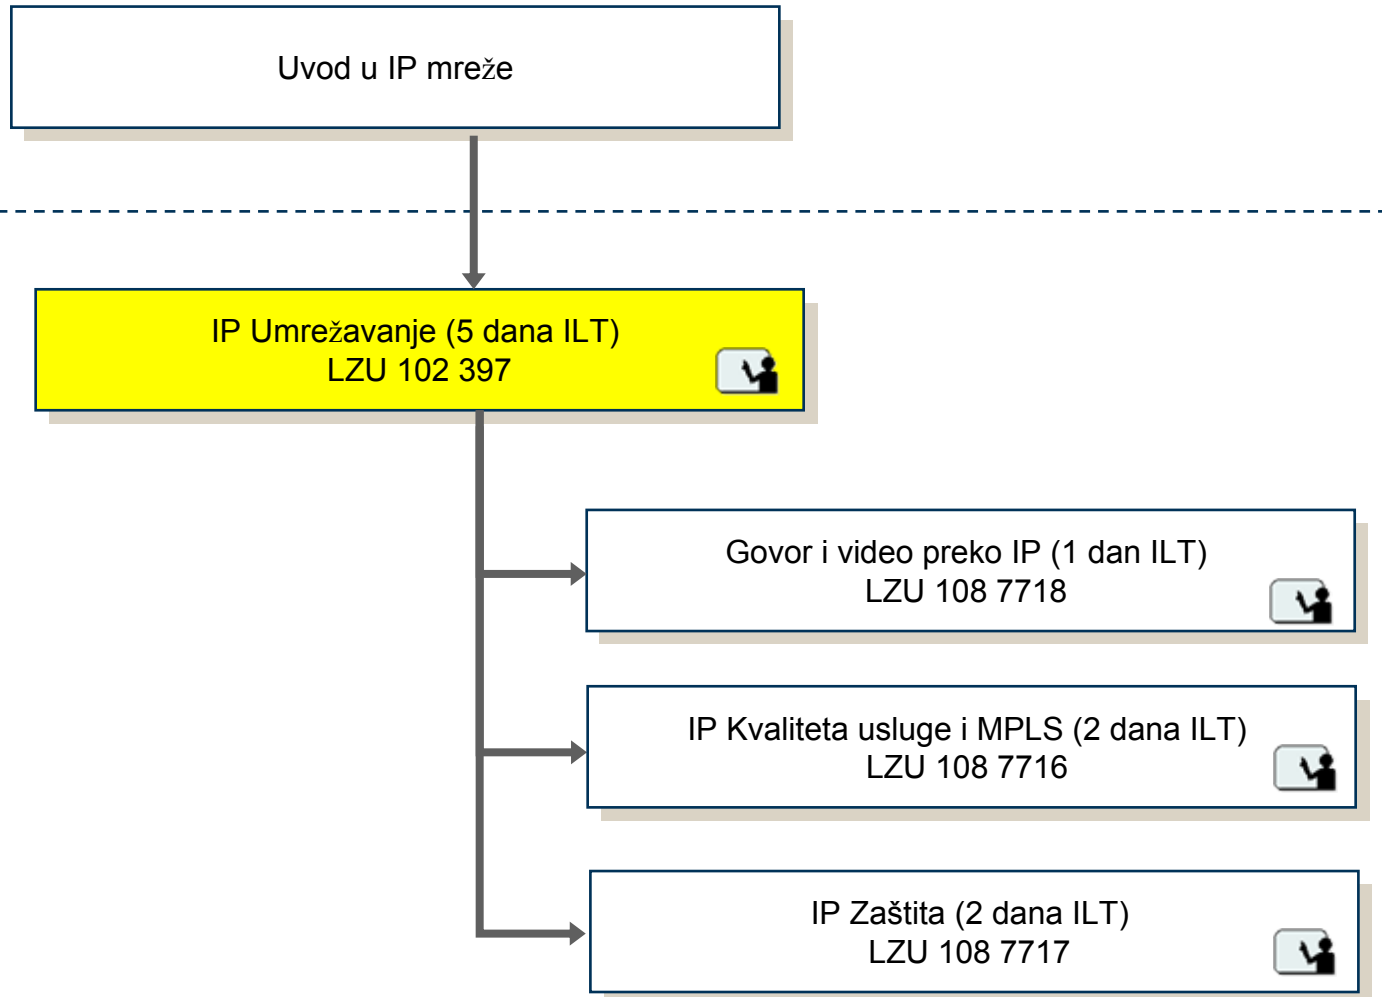 Uvod u IP mreže
IP Umrežavanje (5 dana ILT)
LZU 102 397
Govor i video preko IP (1 dan ILT)
LZU 108 7718
IP Kvaliteta usluge i MPLS (2 dana ILT)
LZU 108 7716
IP Zaštita (2 dana ILT)
LZU 108 7717